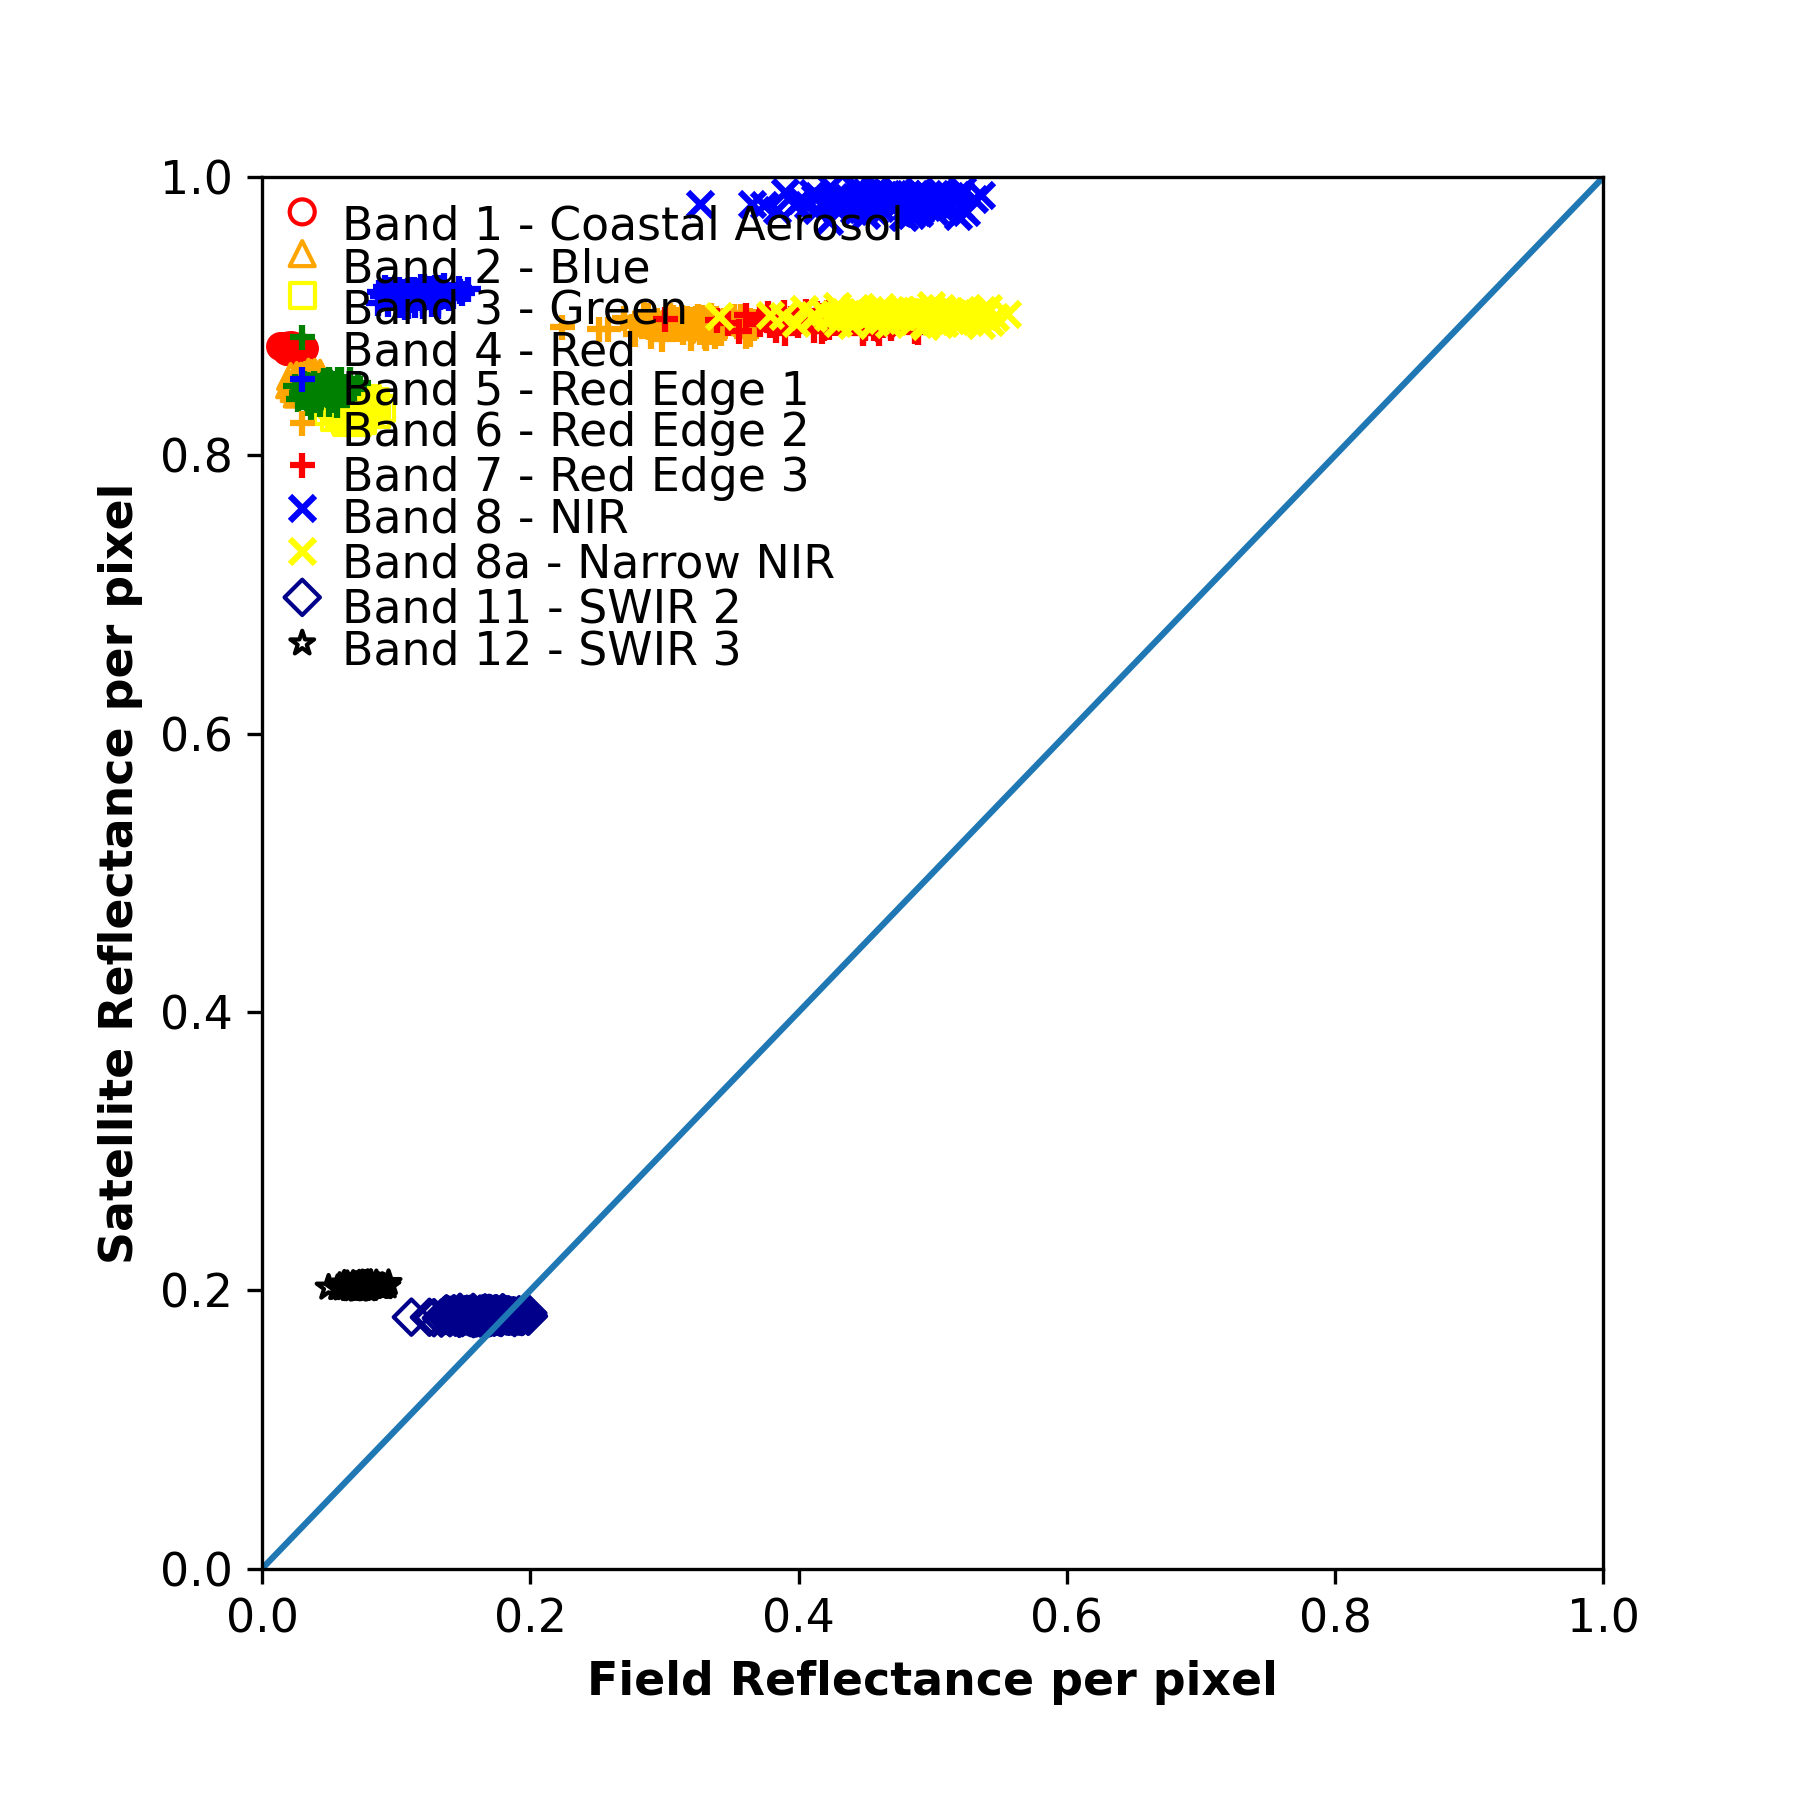 1.0
Band 1 - Coastal Aerosol
Band 2 - Blue
Band 3 - Green
Band 4 - Red
Band 5 - Red Edge 1
Band 6 - Red Edge 2
Band 7 - Red Edge 3
Band 8 - NIR
Band 8a - Narrow NIR
Band 11 - SWIR 2
Band 12 - SWIR 3
0.8
0.6
0.4
0.2
0.0
Satellite Reflectance per pixel
0.0 0.2 0.4 0.6 0.8 1.0
Field Reflectance per pixel